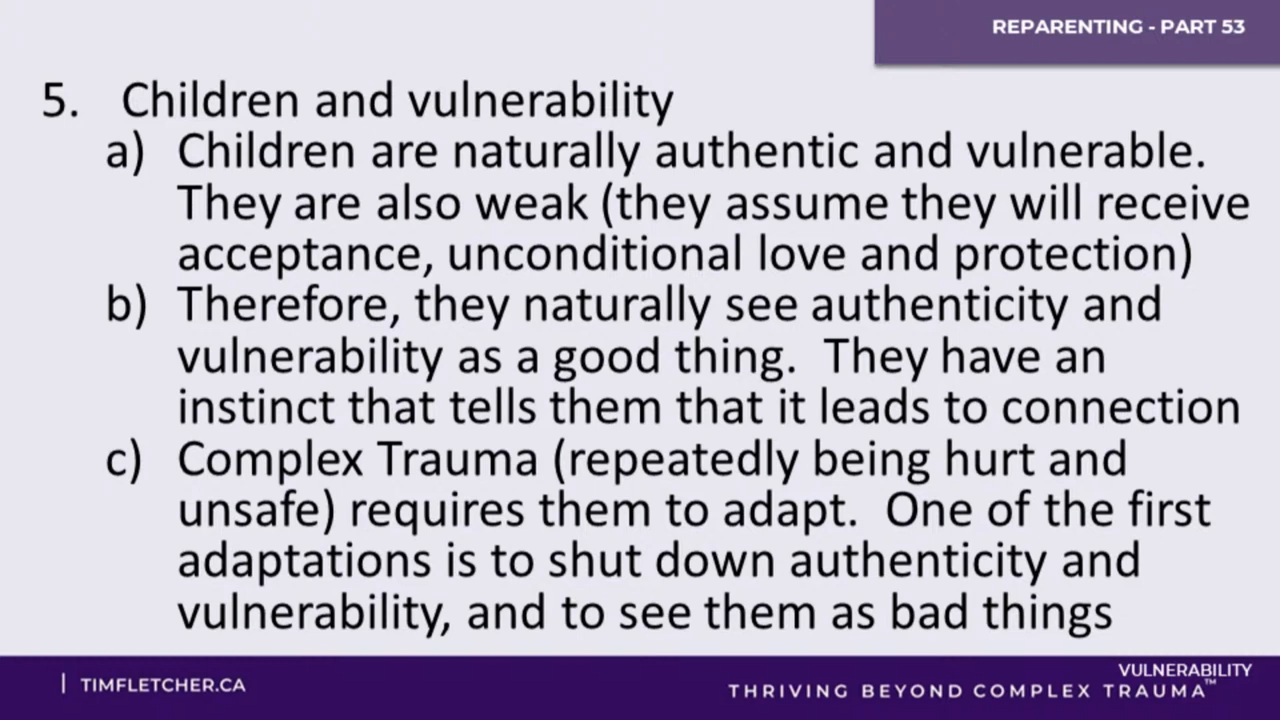 REPARENTING - PART 53
5. Children and vulnerability
a) Children are naturally authentic and vulnerable.
They are also weak (they assume they will receive
acceptance, unconditional love and protection)
b) Therefore, they naturally see authenticity and
vulnerability as a good thing.  They have an
instinct that tells them that it leads to connection
c) Complex Trauma (repeatedly being hurt and
unsafe) requires them to adapt.  One of the first
adaptations is to shut down authenticity and
vulnerability, and to see them as bad things
| TIMFLETCHER.CA
VULNERABILITY
THRIVING BEYOND COMPLEX TRAUMA™